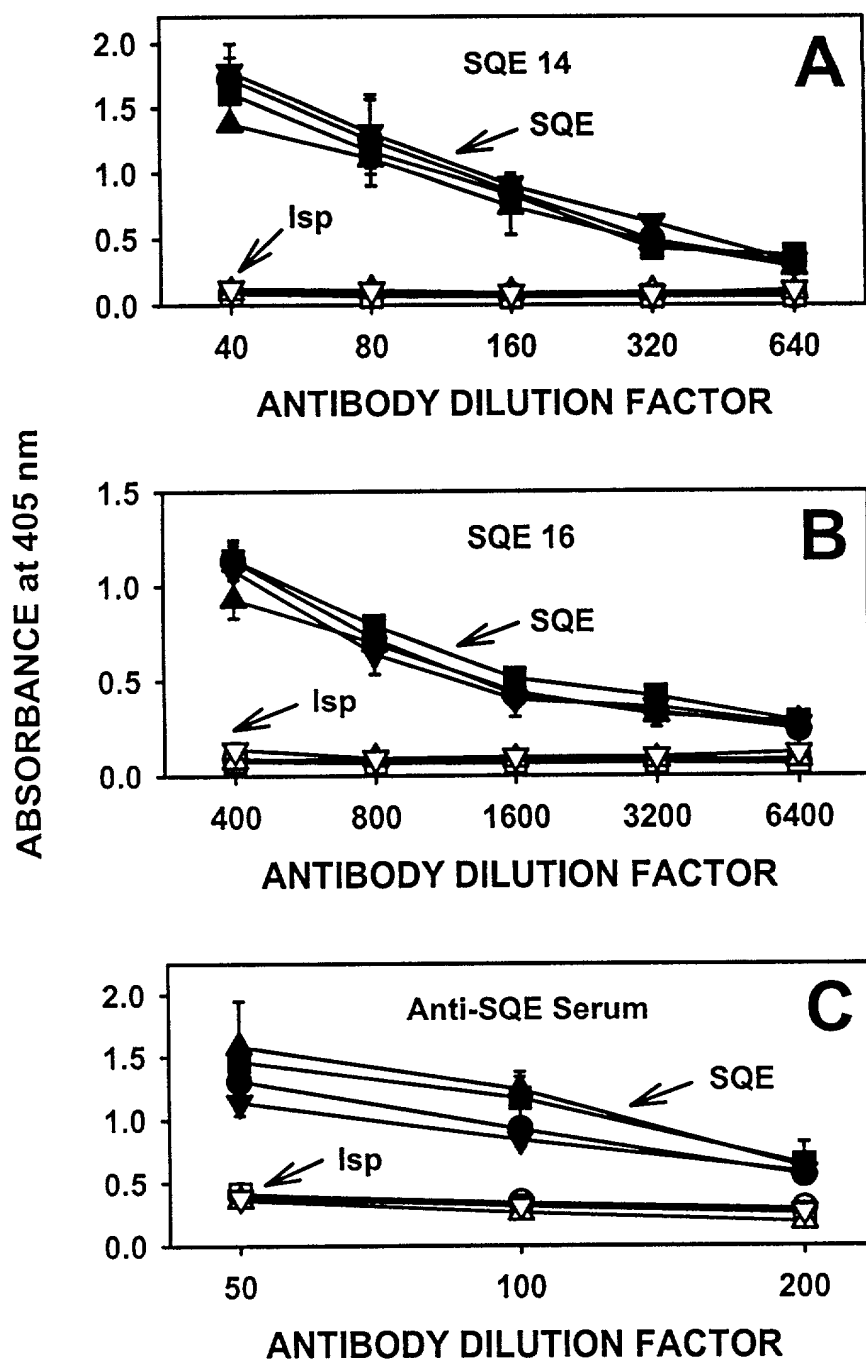 ABSORBANCE at 405 nm
A
SQE 14
SQE
Isp
2.0
1.5
1.0
0.5
0.0
40 80 160 320 640
ANTIBODY DILUTION FACTOR
B
SQE 16
SQE
Isp
1.5
1.0
0.5
0.0
400 800 1600 3200 6400
ANTIBODY DILUTION FACTOR
C
Anti-SQE Serum
SQE
Isp
2.0
1.5
1.0
0.5
0.0
50 100 200
ANTIBODY DILUTION FACTOR